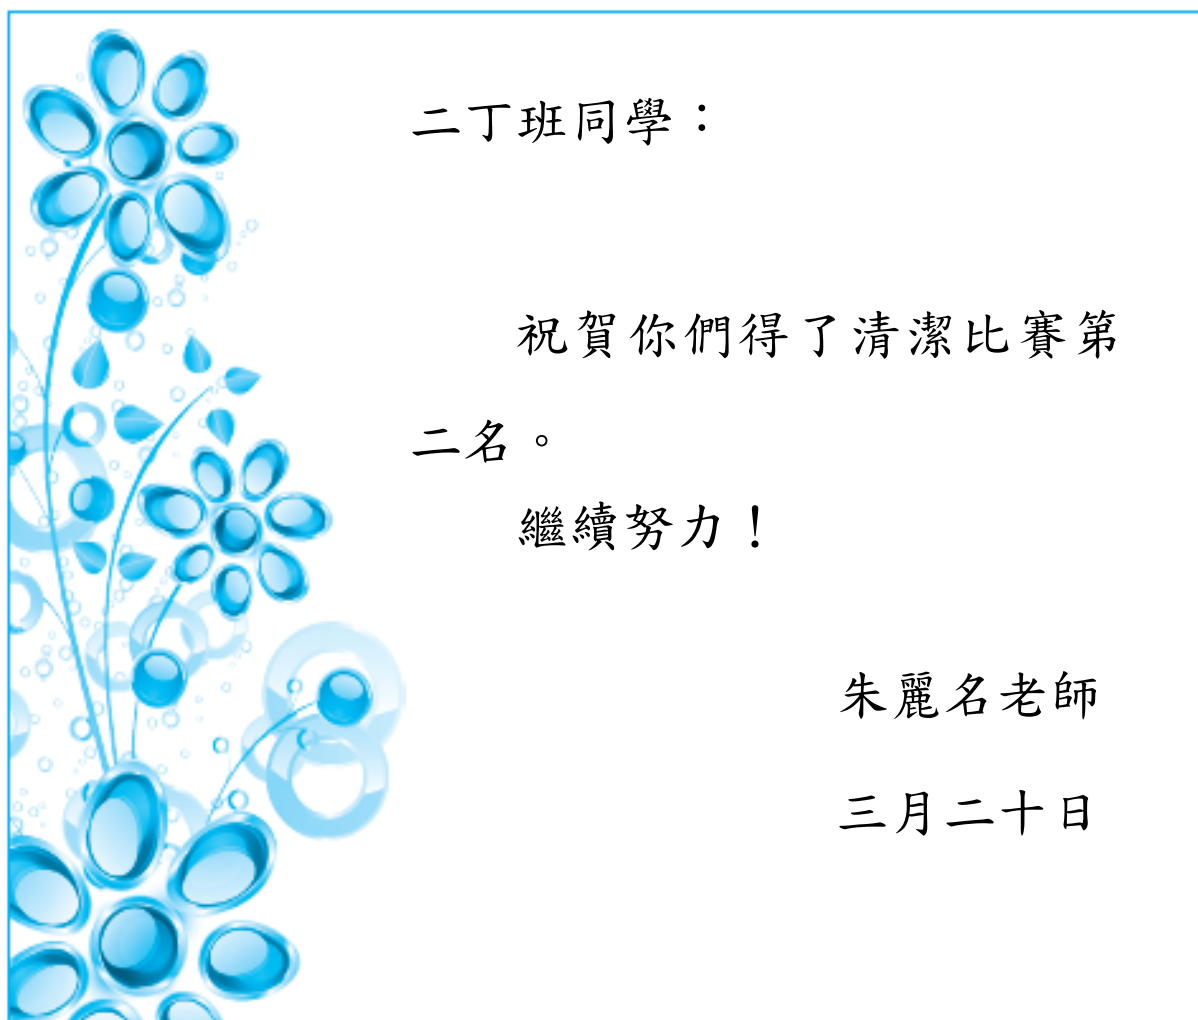 二丁班同學：
祝賀你們得了清潔比賽第
二名。
繼續努力！
朱麗名老師
三月二十日